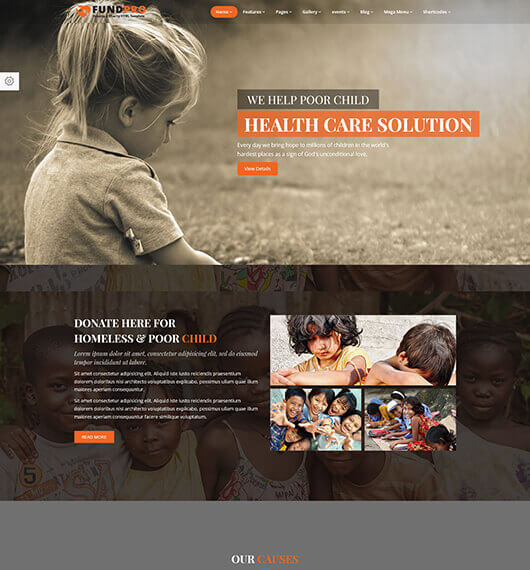 FUNDPRO
Home Features Pages Gallery events Blog Mega Menu Shortcodes
WE HELP POOR CHILD
HEALTH CARE SOLUTION
Every day we bring hope to millions of children in the world's
hardest places as a sign of God's unconditional love.
View Details
DONATE HERE FOR
HOMELESS & POOR CHILD
Lorem ipsum dolor sit amet, consectetur adipisicing elit, sed do eiusmod
tempor incididunt ut labore.
Sit amet consectetur adipisicing elit. Aliquid iste iusto reiciendis praesentium
dolorem doloribus nisi architecto voluptatibus explicabo, possimus ullam quae illum
maiores aperiam consequuntur.
Sit amet consectetur adipisicing elit. Aliquid iste iusto reiciendis praesentium
dolorem doloribus nisi architecto voluptatibus explicabo, possimus ullam quae illum
maiores aperiam consequatur facere similique voluptatum.
READ MORE
OUR CAUSES